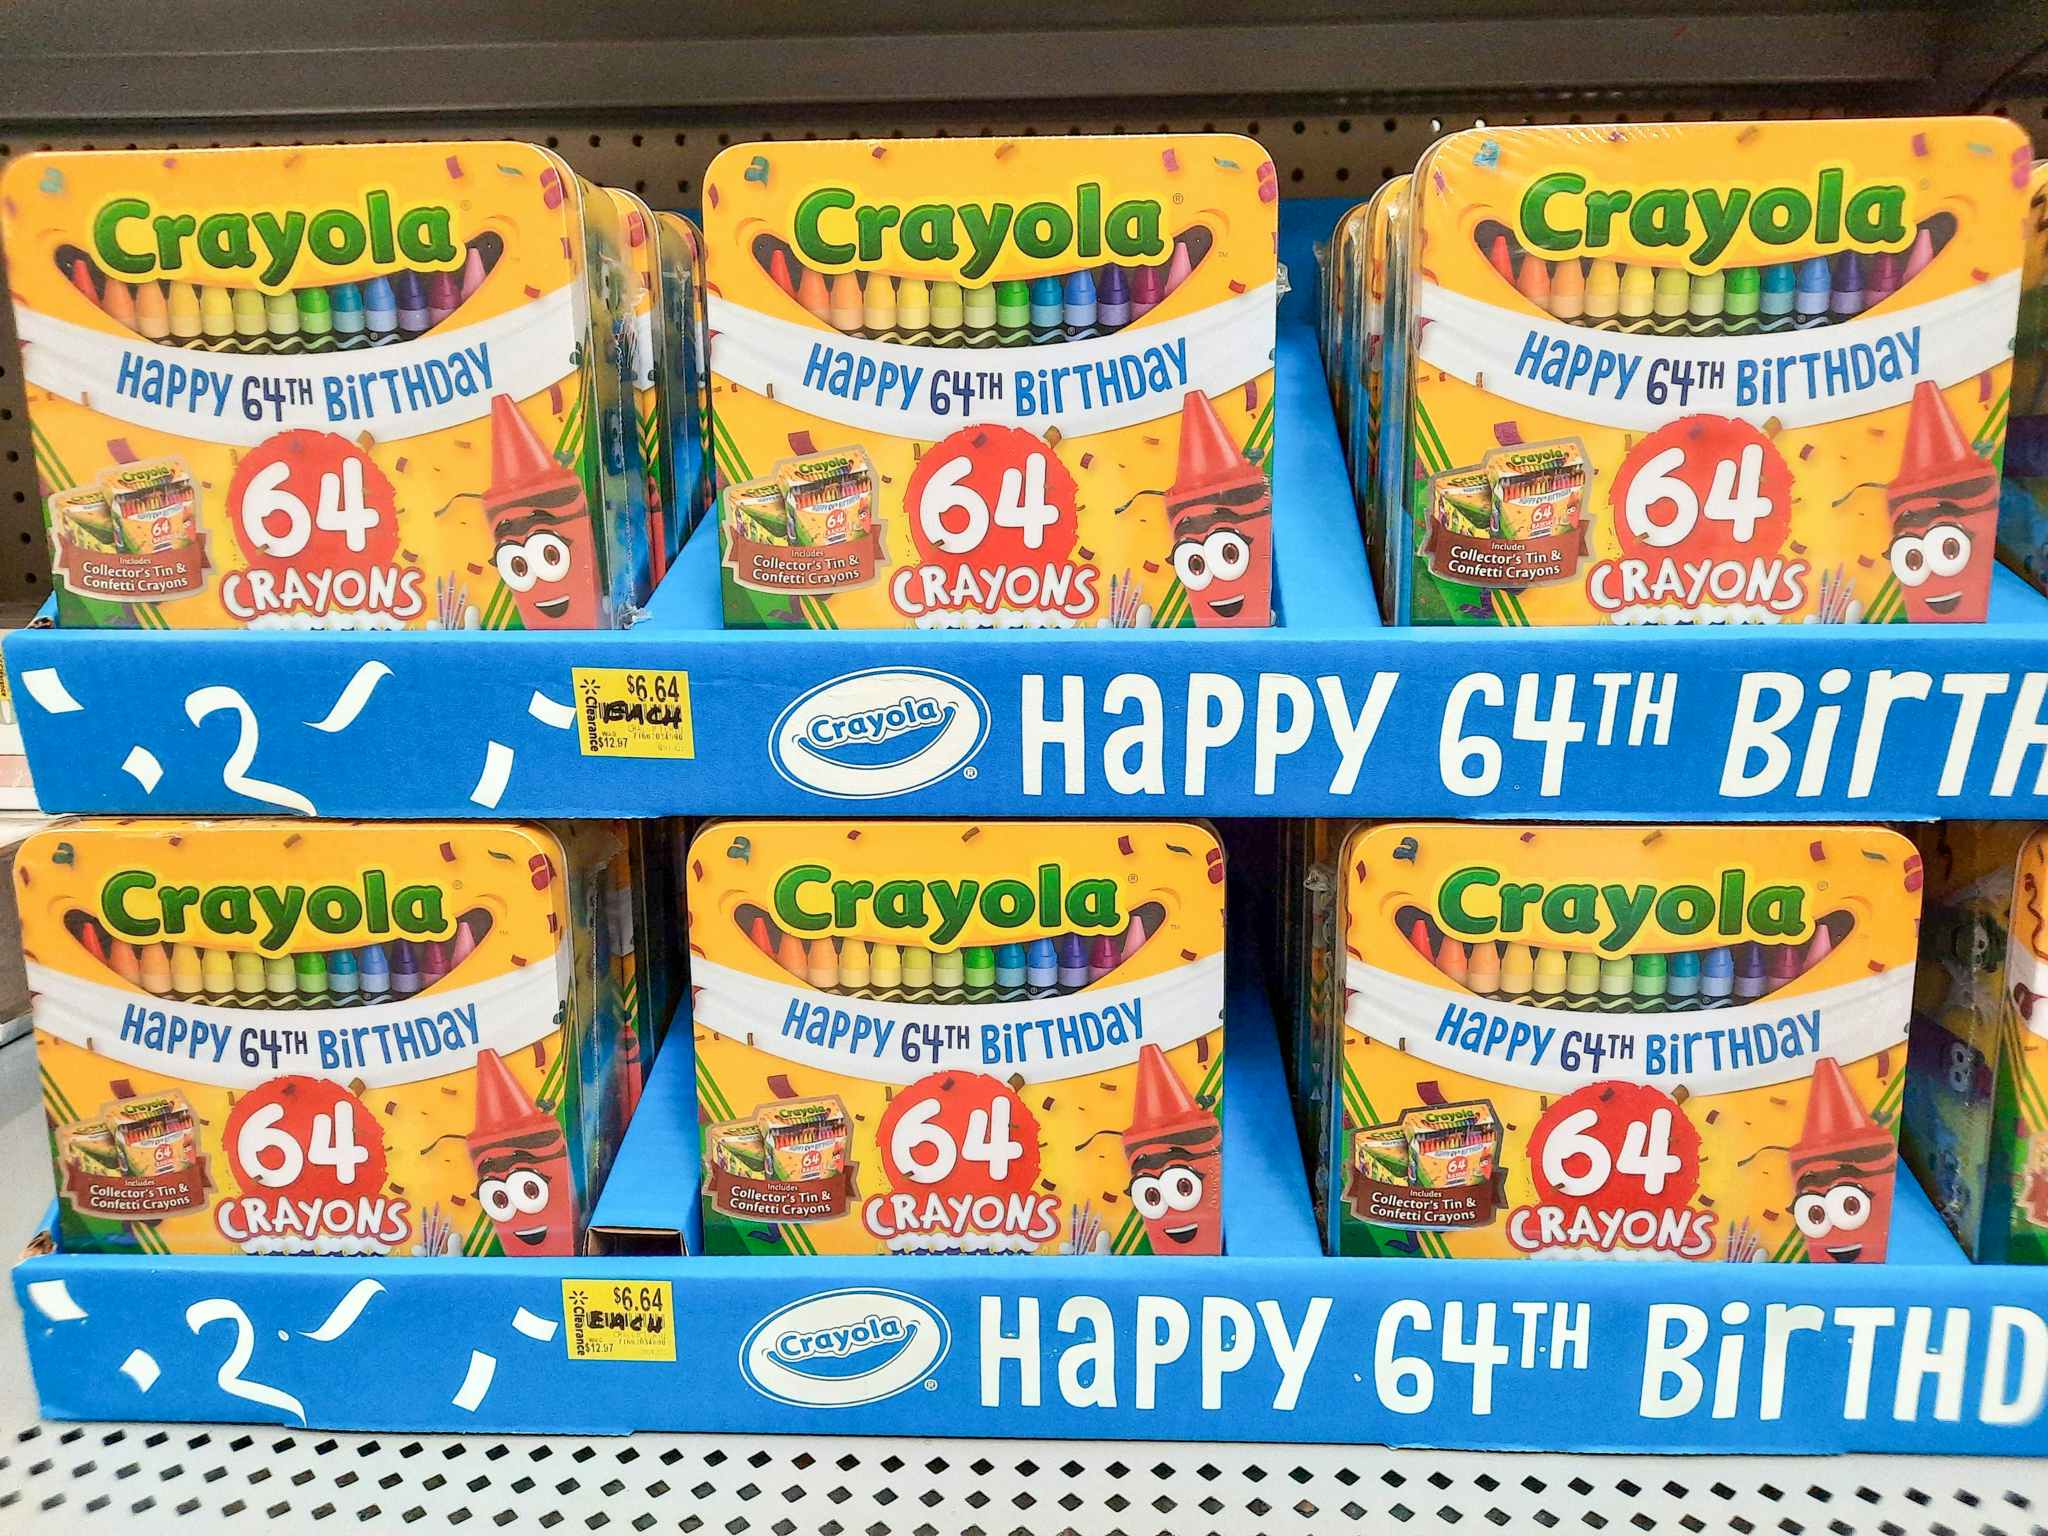 Crayola
HAPPY 64TH BIRTHDAY
64
CRAYONS
Includes
Collector's Tin &
Confetti Crayons
Crayola
HAPPY 64TH BIRTHDAY
64
CRAYONS
Includes
Collector's Tin &
Confetti Crayons
Crayola
HAPPY 64TH BIRTHDAY
64
CRAYONS
Includes
Collector's Tin &
Confetti Crayons
$6.64
EACH
Clearance
$12.97
Crayola
HAPPY 64TH BIRTH
Crayola
HAPPY 64TH BIRTHDAY
64
CRAYONS
Includes
Collector's Tin &
Confetti Crayons
Crayola
HAPPY 64TH BIRTHDAY
64
CRAYONS
Includes
Collector's Tin &
Confetti Crayons
Crayola
HAPPY 64TH BIRTHDAY
64
CRAYONS
Includes
Collector's Tin &
Confetti Crayons
$6.64
EACH
Clearance
$12.97
Crayola
HAPPY 64TH BIRTHD